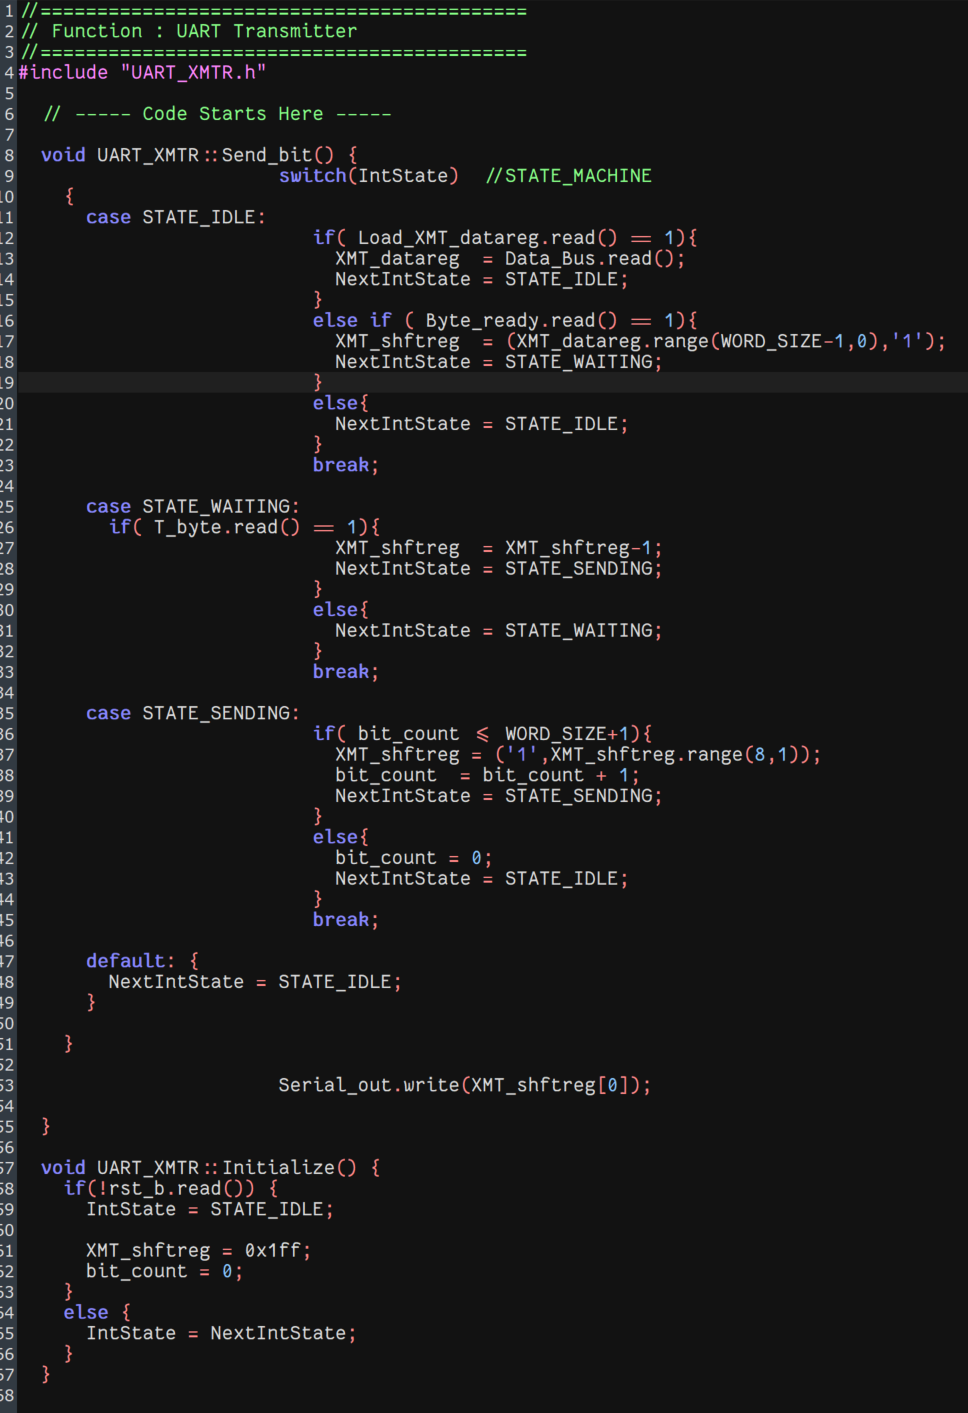 1 //===========================================
2 // Function : UART Transmitter
3 //===========================================
4 #include "UART_XMTR.h"
5
6 // ----- Code Starts Here -----
7
8 void UART_XMTR::Send_bit() {
9 switch(IntState) //STATE_MACHINE
10 {
11 case STATE_IDLE:
12 if( Load_XMT_datareg.read() == 1){
13 XMT_datareg = Data_Bus.read();
14 NextIntState = STATE_IDLE;
15 }
16 else if ( Byte_ready.read() == 1){
17 XMT_shftreg = (XMT_datareg.range(WORD_SIZE-1,0),'1');
18 NextIntState = STATE_WAITING;
19 }
20 else{
21 NextIntState = STATE_IDLE;
22 }
23 break;
24
25 case STATE_WAITING:
26 if( T_byte.read() == 1){
27 XMT_shftreg = XMT_shftreg-1;
28 NextIntState = STATE_SENDING;
29 }
30 else{
31 NextIntState = STATE_WAITING;
32 }
33 break;
34
35 case STATE_SENDING:
36 if( bit_count <= WORD_SIZE+1){
37 XMT_shftreg = ('1',XMT_shftreg.range(8,1));
38 bit_count = bit_count + 1;
39 NextIntState = STATE_SENDING;
40 }
41 else{
42 bit_count = 0;
43 NextIntState = STATE_IDLE;
44 }
45 break;
46
47 default: {
48 NextIntState = STATE_IDLE;
49 }
50
51 }
52
53 Serial_out.write(XMT_shftreg[0]);
54
55 }
56
57 void UART_XMTR::Initialize() {
58 if(!rst_b.read()) {
59 IntState = STATE_IDLE;
60
61 XMT_shftreg = 0x1ff;
62 bit_count = 0;
63 }
64 else {
65 IntState = NextIntState;
66 }
67 }
68